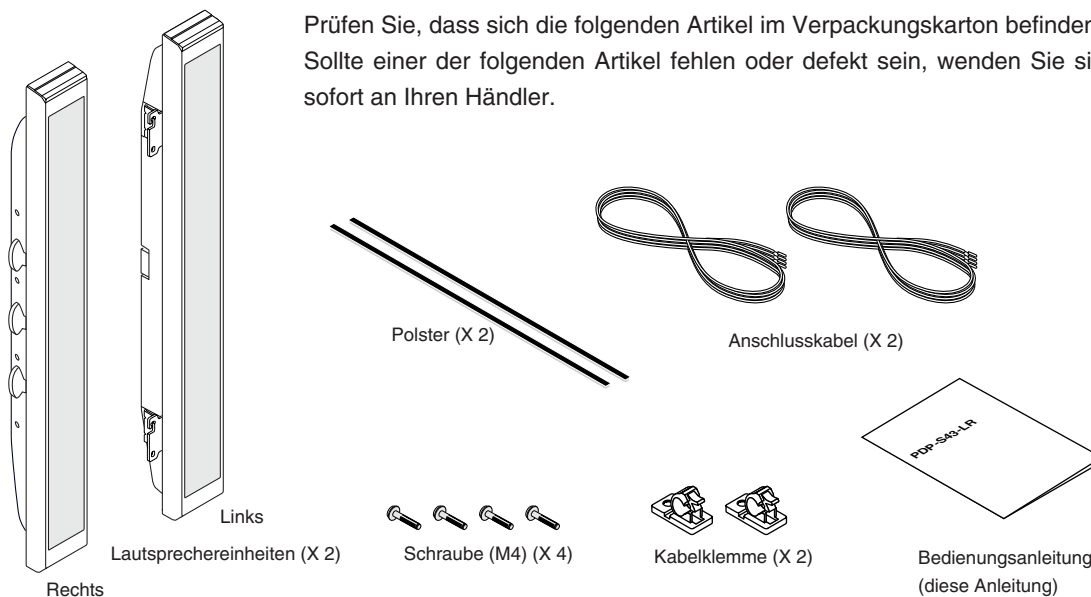 Prüfen Sie, dass sich die folgenden Artikel im Verpackungskarton befinden
Sollte einer der folgenden Artikel fehlen oder defekt sein, wenden Sie si
sofort an Ihren Händler.
Polster (X 2)
Anschlusskabel (X 2)
PDP-S43-LR
Links
Lautsprechereinheiten (X 2)
Schraube (M4) (X 4)
Kabelklemme (X 2)
Bedienungsanleitung
(diese Anleitung)
Rechts